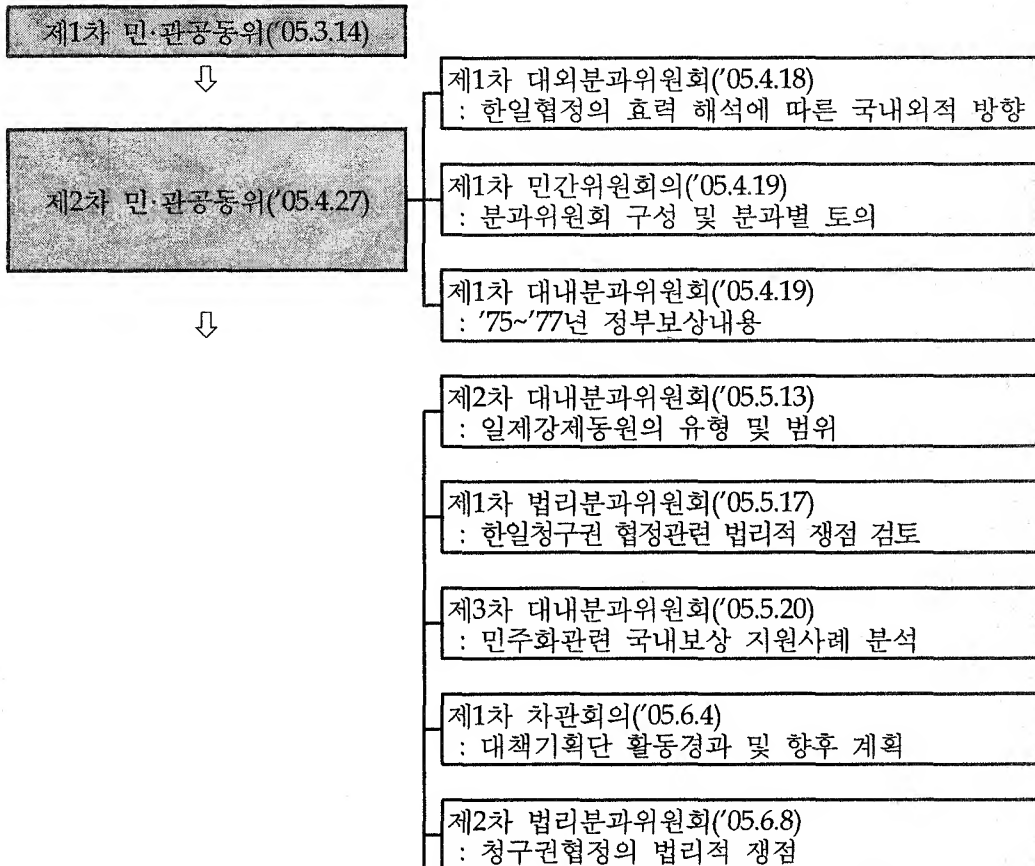 제1차 민·관공동위('05.3.14)
⇩
제2차 민·관공동위('05.4.27)
⇩
제1차 대외분과위원회('05.4.18)
: 한일협정의 효력 해석에 따른 국내외적 방향
제1차 민간위원회의('05.4.19)
: 분과위원회 구성 및 분과별 토의
제1차 대내분과위원회('05.4.19)
: '75~'77년 정부보상내용
제2차 대내분과위원회('05.5.13)
: 일제강제동원의 유형 및 범위
제1차 법리분과위원회('05.5.17)
: 한일청구권 협정관련 법리적 쟁점 검토
제3차 대내분과위원회('05.5.20)
: 민주화관련 국내보상 지원사례 분석
제1차 차관회의('05.6.4)
: 대책기획단 활동경과 및 향후 계획
제2차 법리분과위원회('05.6.8)
: 청구권협정의 법리적 쟁점